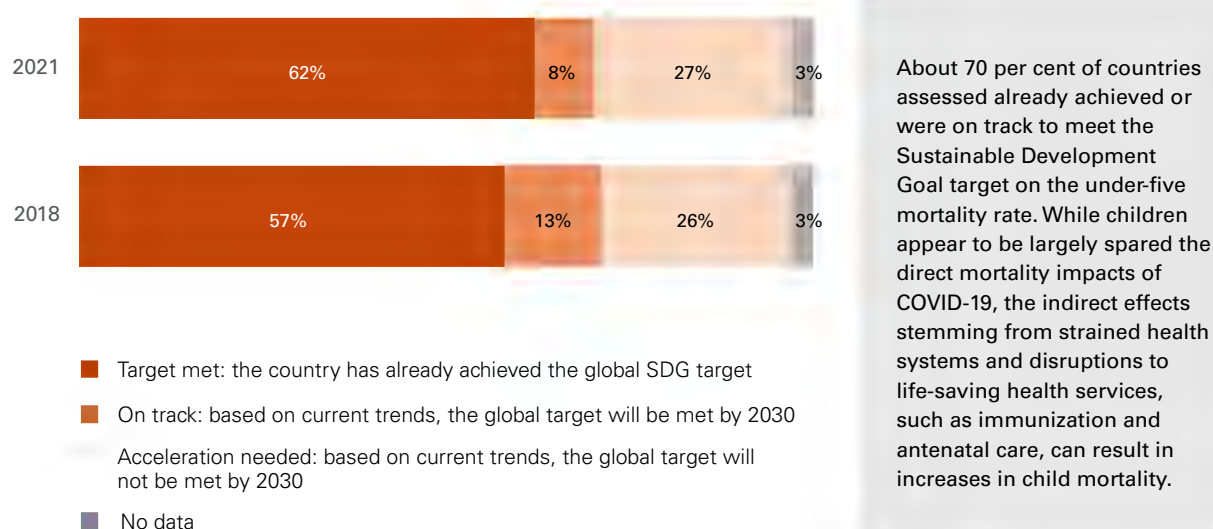 2021
62%
8%
27%
3%
2018
57%
13%
26%
3%
Target met: the country has already achieved the global SDG target
On track: based on current trends, the global target will be met by 2030
Acceleration needed: based on current trends, the global target will
not be met by 2030
No data
About 70 per cent of countries
assessed already achieved or
were on track to meet the
Sustainable Development
Goal target on the under-five
mortality rate. While children
appear to be largely spared the
direct mortality impacts of
COVID-19, the indirect effects
stemming from strained health
systems and disruptions to
life-saving health services,
such as immunization and
antenatal care, can result in
increases in child mortality.